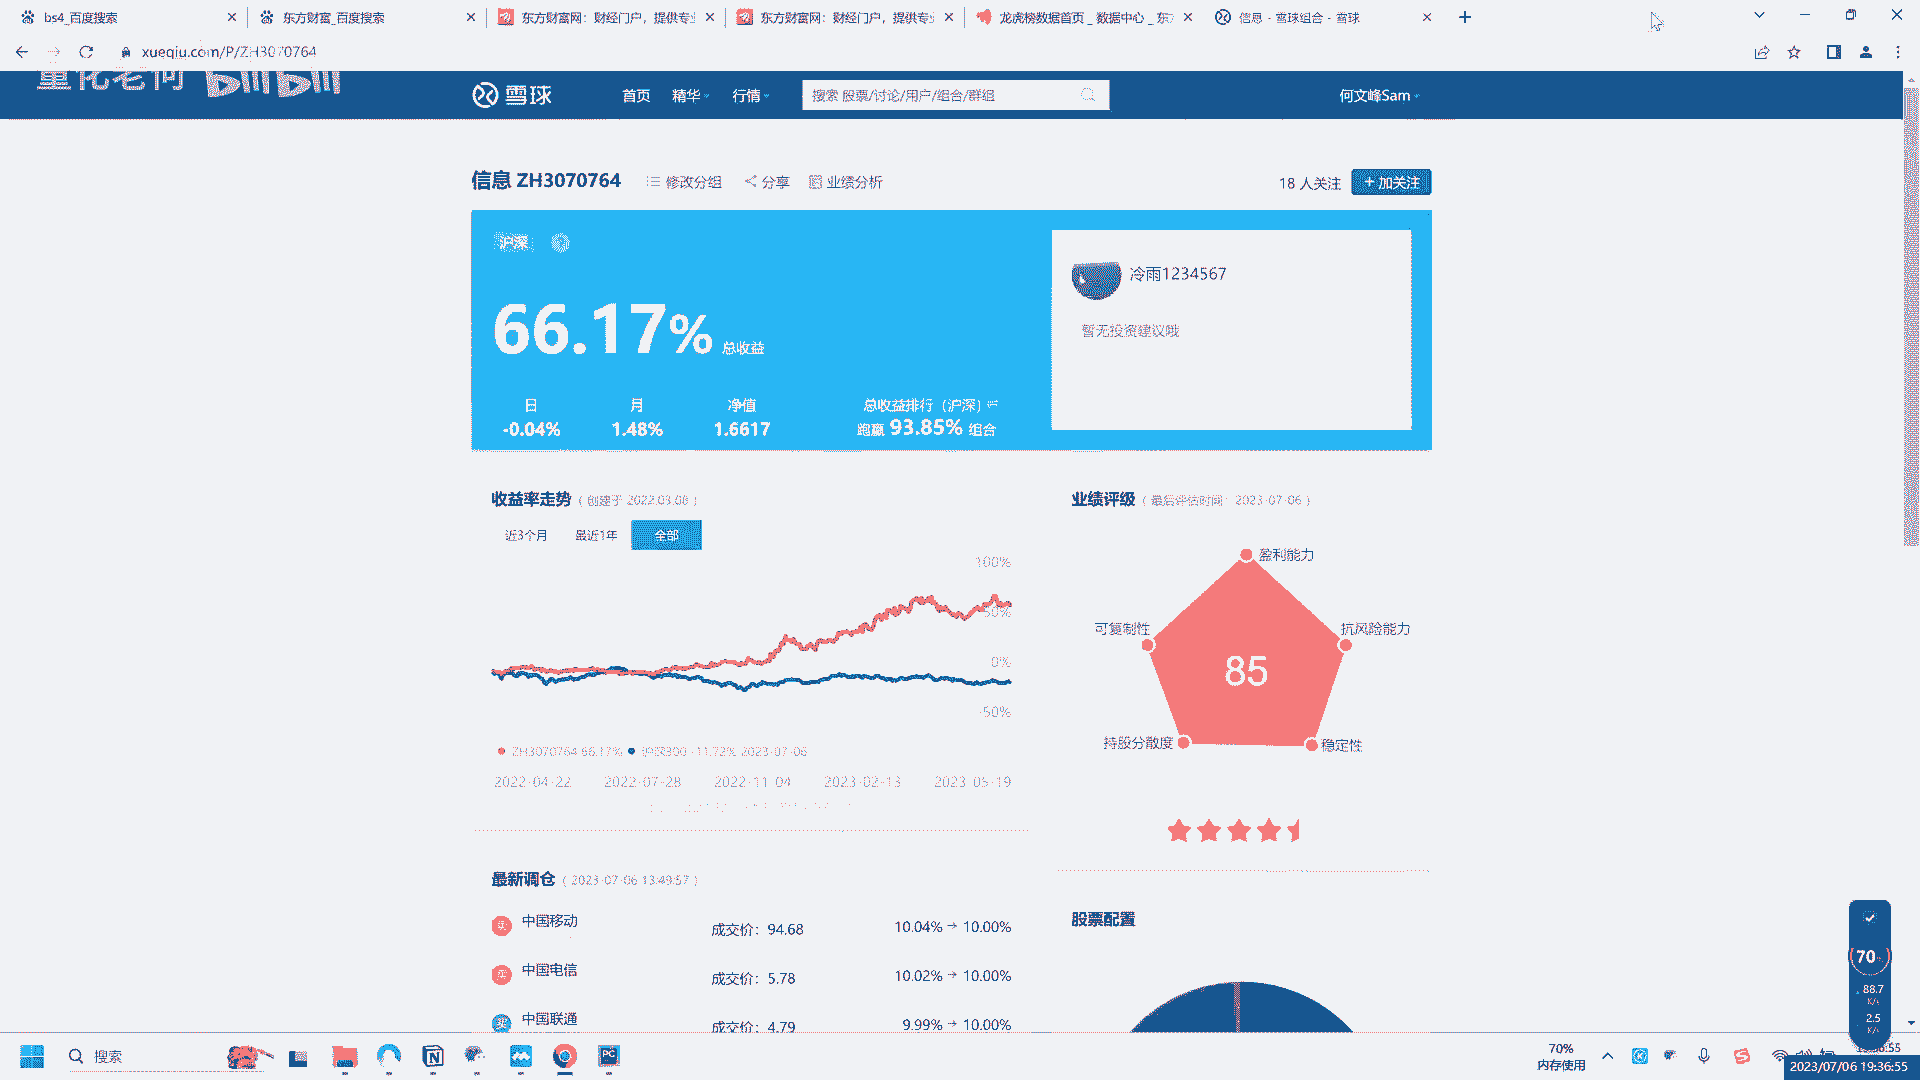 bs4_百度搜索
东方财富_百度搜索
东方财富网：财经门户，提供专业
东方财富网：财经门户，提供专业
龙虎榜数据首页 _ 数据中心 _ 东方
信息 - 雪球组合 - 雪球
xueqiu.com/P/ZH3070764
量化老何 bilibili
雪球
首页
精华
行情
搜索 股票/讨论/用户/组合/群组
何文峰Sam
信息 ZH3070764
修改分组
分享
业绩分析
18 人关注
+ 加关注
沪深
66.17% 总收益
冷雨1234567
暂无投资建议哦
日
月
净值
总收益排行（沪深）
-0.04%
1.48%
1.6617
跑赢 93.85% 组合
收益率走势（ 创建于 2022.03.08 ）
业绩评级（ 最后评估时间：2023-07-06 ）
近3个月
最近1年
全部
100%
50%
0%
-50%
盈利能力
可复制性
抗风险能力
85
持股分散度
稳定性
ZH3070764 66.17%
沪深300 -11.72% 2023-07-06
2022-04-22
2022-07-28
2022-11-04
2023-02-13
2023-05-19
最新调仓（ 2023-07-06 13:49:57 ）
股票配置
中国移动
成交价：94.68
10.04% → 10.00%
中国电信
成交价：5.78
10.02% → 10.00%
中国联通
成交价：4.79
9.99% → 10.00%
70%
88.7
K/s
2.5
K/s
搜索
70%
内存使用
2023/07/06 19:36:55